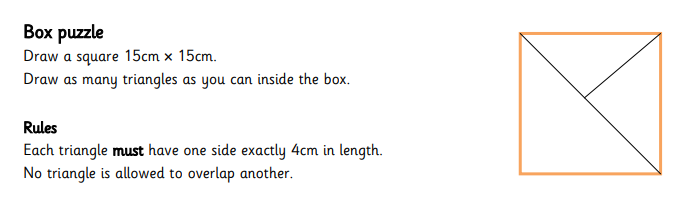 Box puzzle
Draw a square 15cm × 15cm.
Draw as many triangles as you can inside the box.
Rules
Each triangle must have one side exactly 4cm in length.
No triangle is allowed to overlap another.